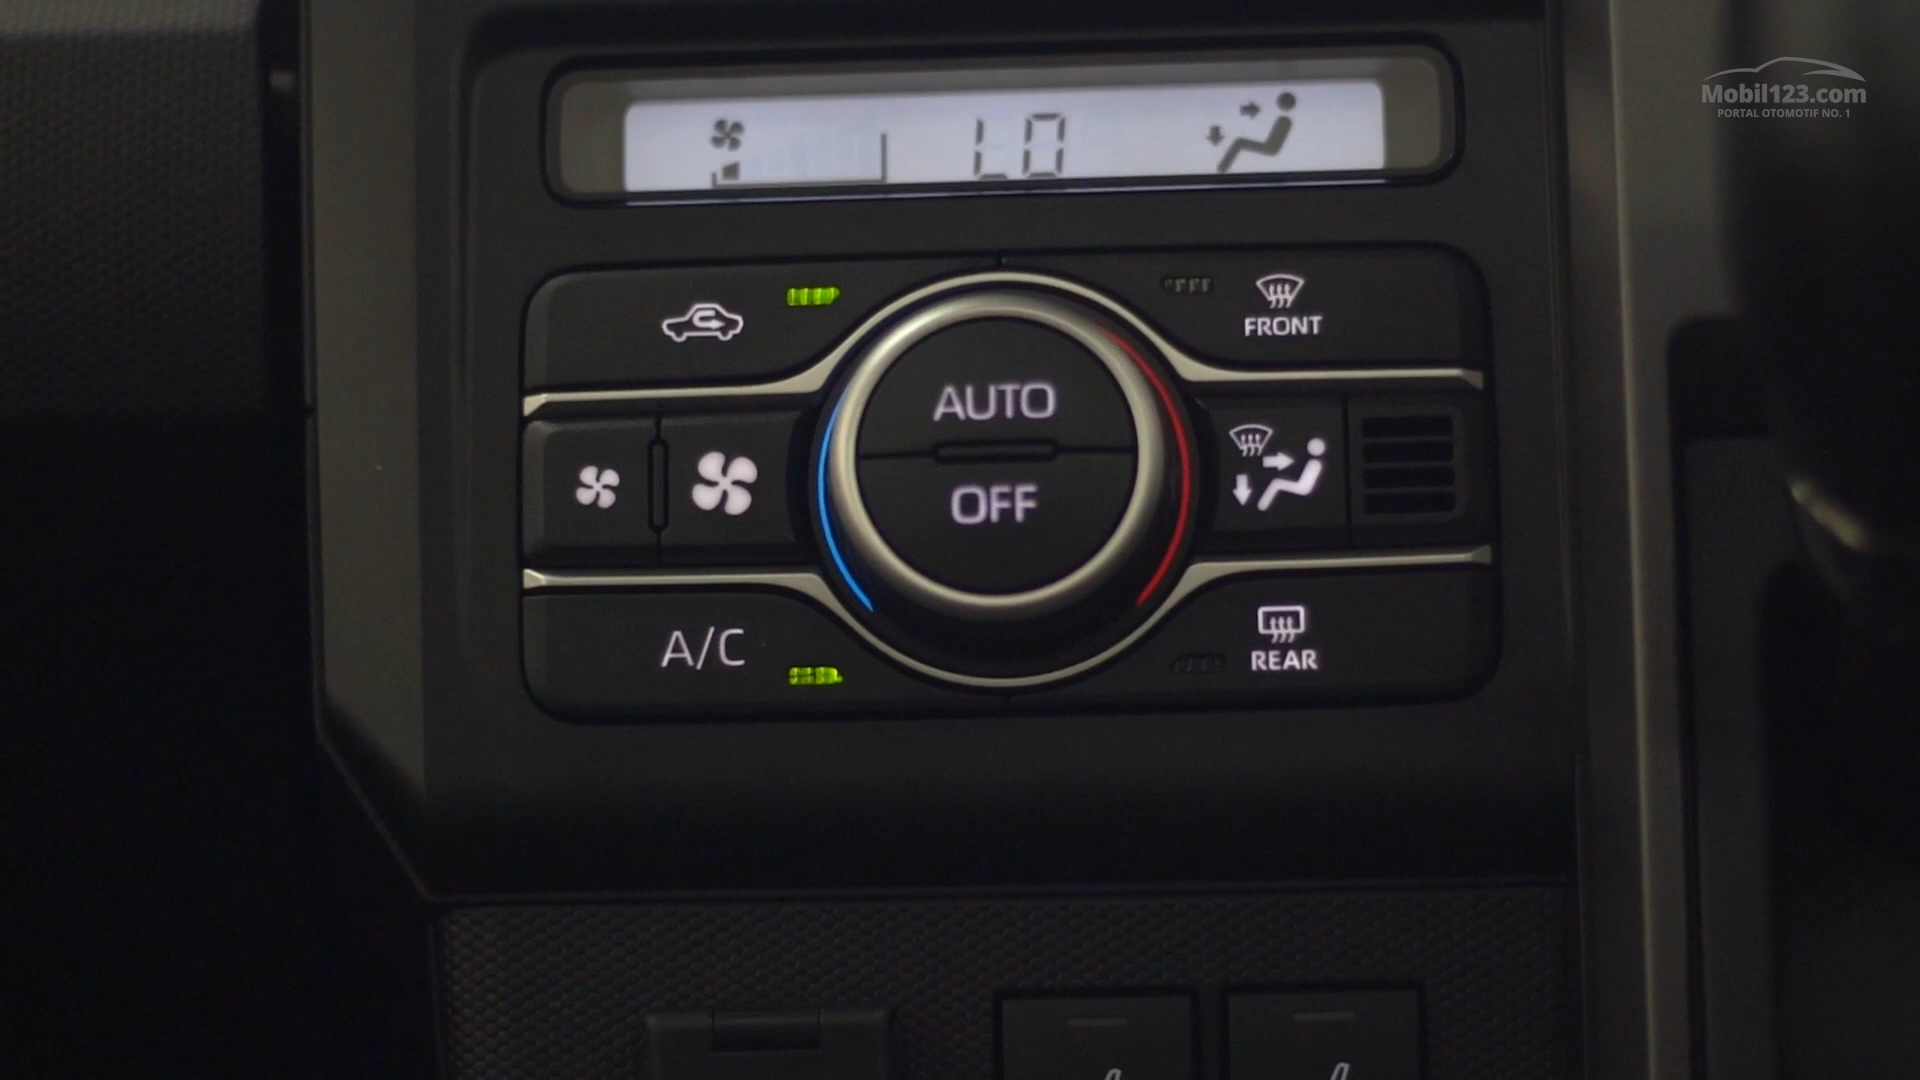 Mobil123.com
PORTAL OTOMOTIF NO. 1
LO
FRONT
AUTO
OFF
A/C
REAR